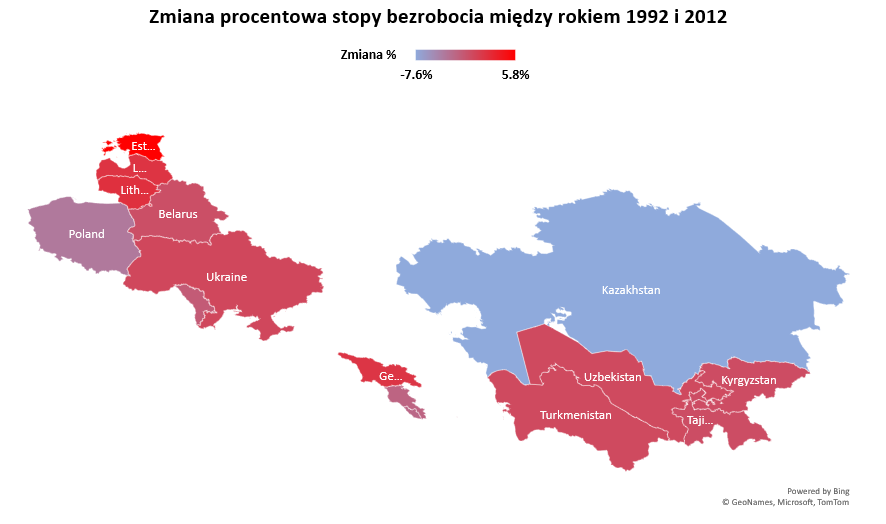 Zmiana procentowa stopy bezrobocia między rokiem 1992 i 2012
Zmiana %
-7.6% 5.8%
Est...
L...
Lith...
Belarus
Poland
Ukraine
Kazakhstan
Ge...
Uzbekistan
Kyrgyzstan
Turkmenistan
Taji...
Powered by Bing
© GeoNames, Microsoft, TomTom